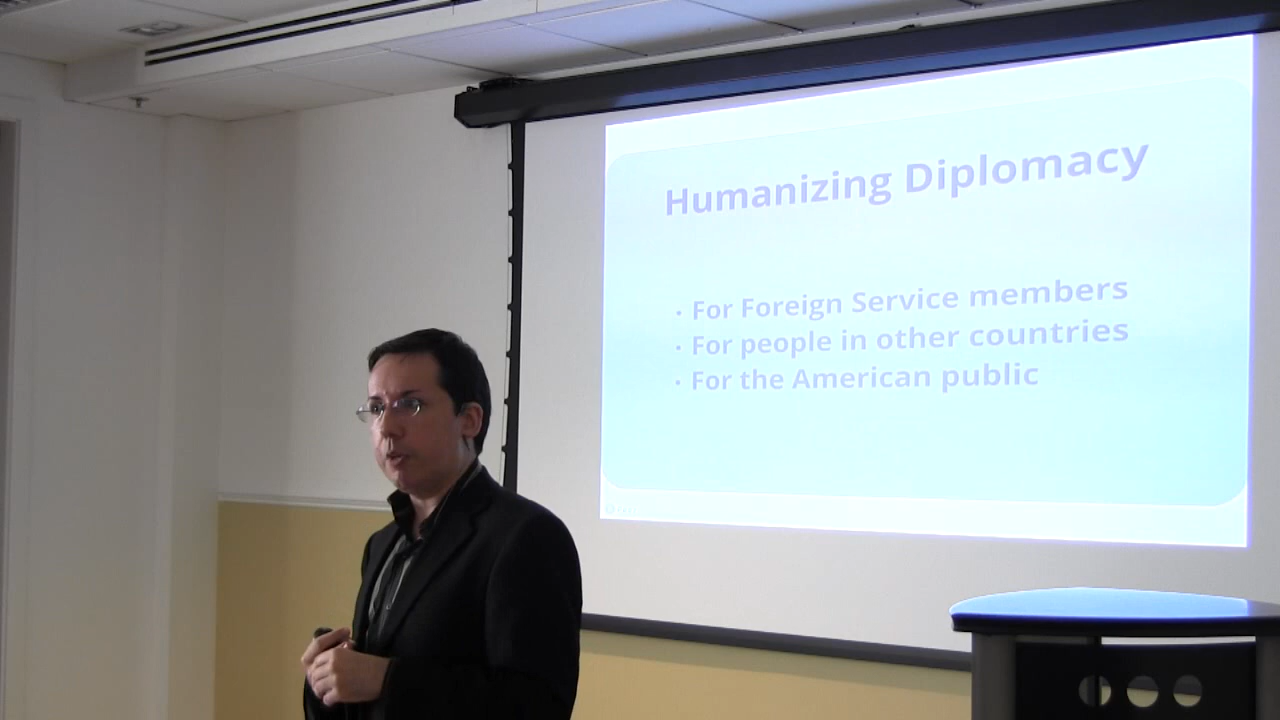 Humanizing Diplomacy
· For Foreign Service members
· For people in other countries
· For the American public